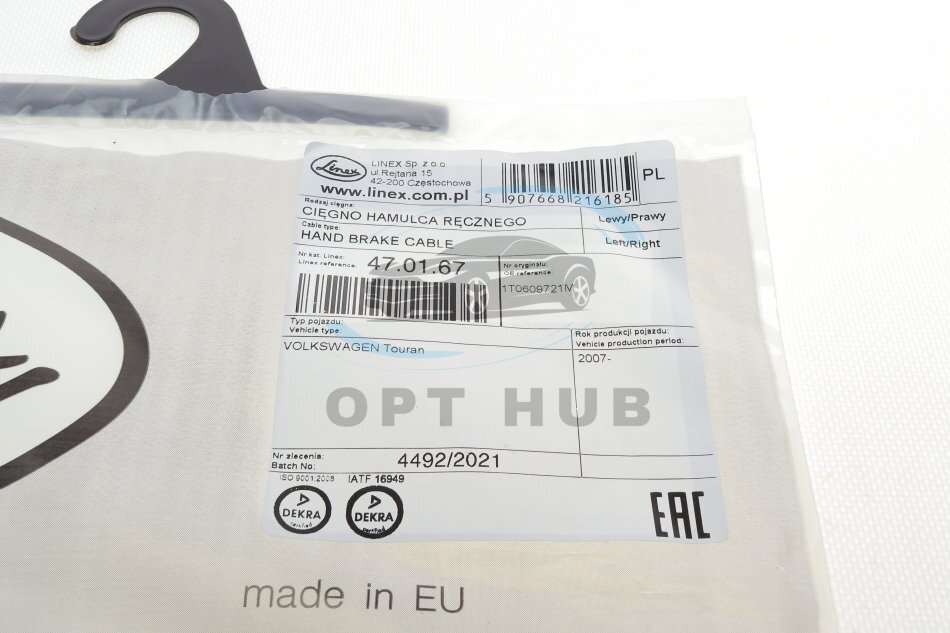 Linex
LINEX Sp. z o.o.
ul Rejtana 15
42-200 Częstochowa
www.linex.com.pl
5 907668 216185
PL
Rodzaj cięgna:
CIĘGNO HAMULCA RĘCZNEGO
Lewy/Prawy
Cable type:
HAND BRAKE CABLE
Left/Right
Nr kat. Linex:
Linex reference:
47.01.67
Nr oryginału:
OE reference:
1T0609721M
Typ pojazdu:
Vehicle type:
VOLKSWAGEN Touran
Rok produkcji pojazdu:
Vehicle production period:
2007-
OPT HUB
Nr zlecenia:
Batch No:
4492/2021
ISO 9001:2008
IATF 16949
DEKRA
certified
DEKRA
certified
EAC
made in EU